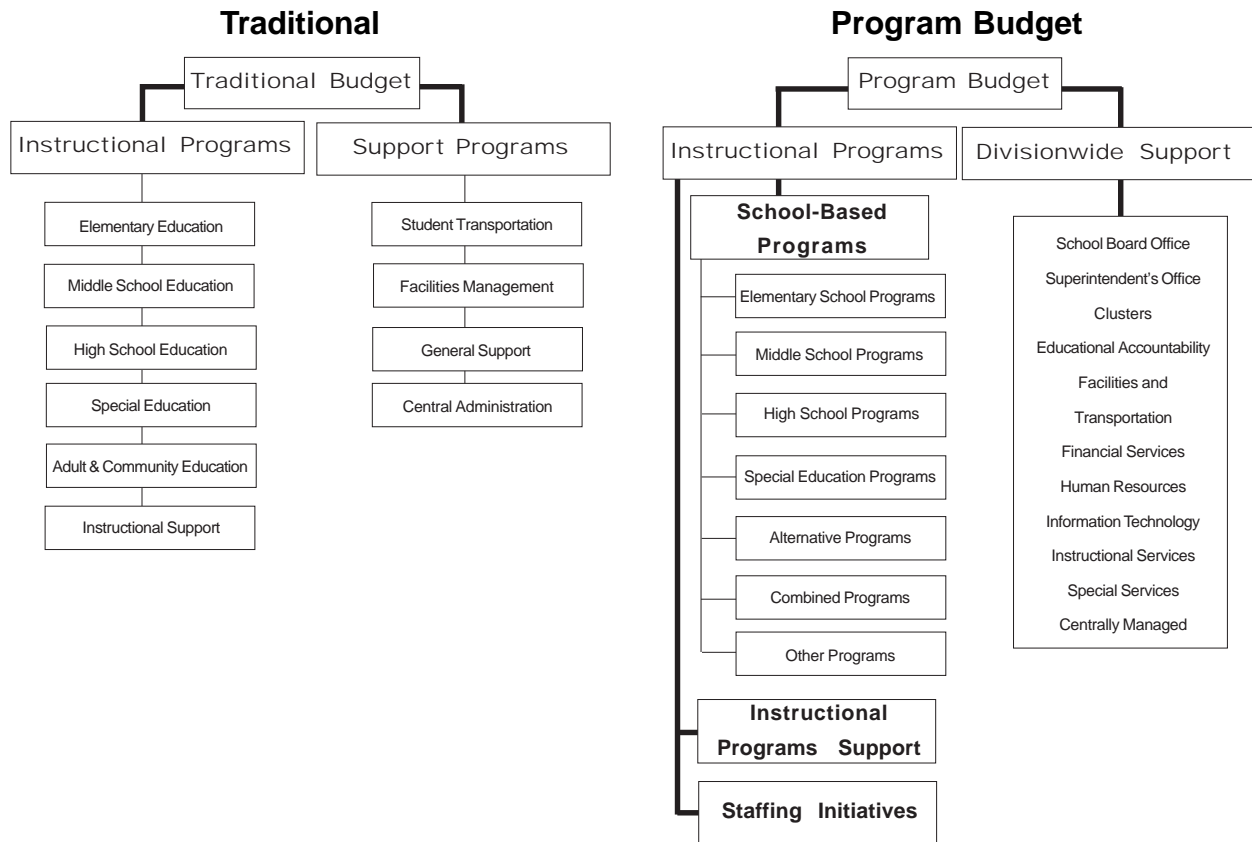 Traditional
Traditional Budget
Instructional Programs
Elementary Education
Middle School Education
High School Education
Special Education
Adult & Community Education
Instructional Support
Support Programs
Student Transportation
Facilities Management
General Support
Central Administration
Program Budget
Program Budget
Instructional Programs
School-Based
Programs
Elementary School Programs
Middle School Programs
High School Programs
Special Education Programs
Alternative Programs
Combined Programs
Other Programs
Instructional
Programs Support
Staffing Initiatives
Divisionwide Support
School Board Office
Superintendent's Office
Clusters
Educational Accountability
Facilities and
Transportation
Financial Services
Human Resources
Information Technology
Instructional Services
Special Services
Centrally Managed